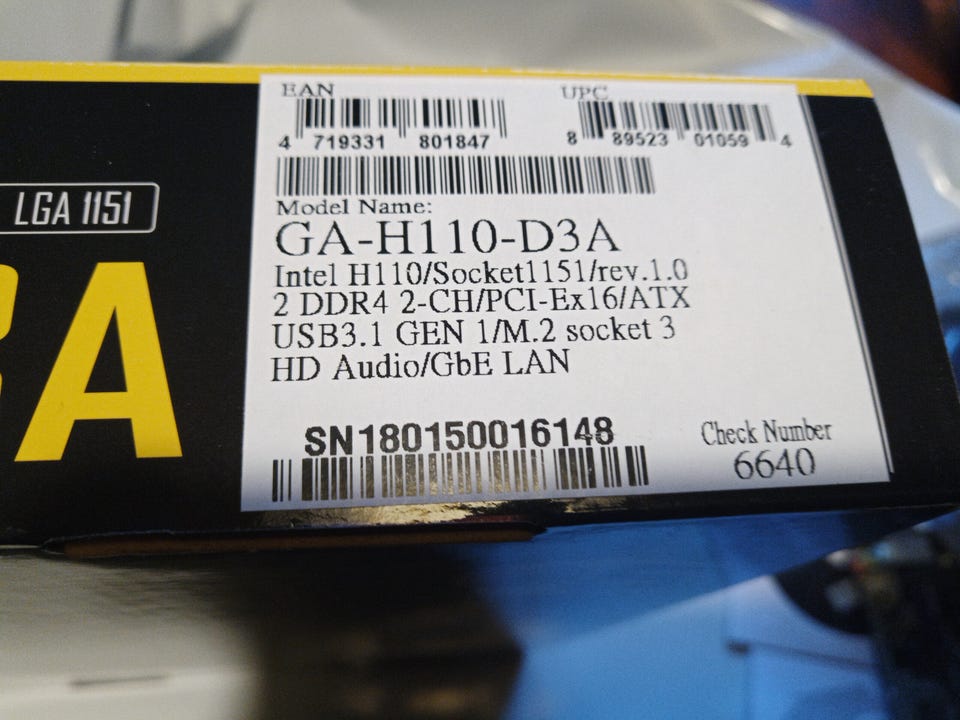 EAN
UPC
4 719331 801847
8 89523 01059 4
LGA 1151
3A
Model Name:
GA-H110-D3A
Intel H110/Socket1151/rev.1.0
2 DDR4 2-CH/PCI-Ex16/ATX
USB3.1 GEN 1/M.2 socket 3
HD Audio/GbE LAN
SN180150016148
Check Number
6640